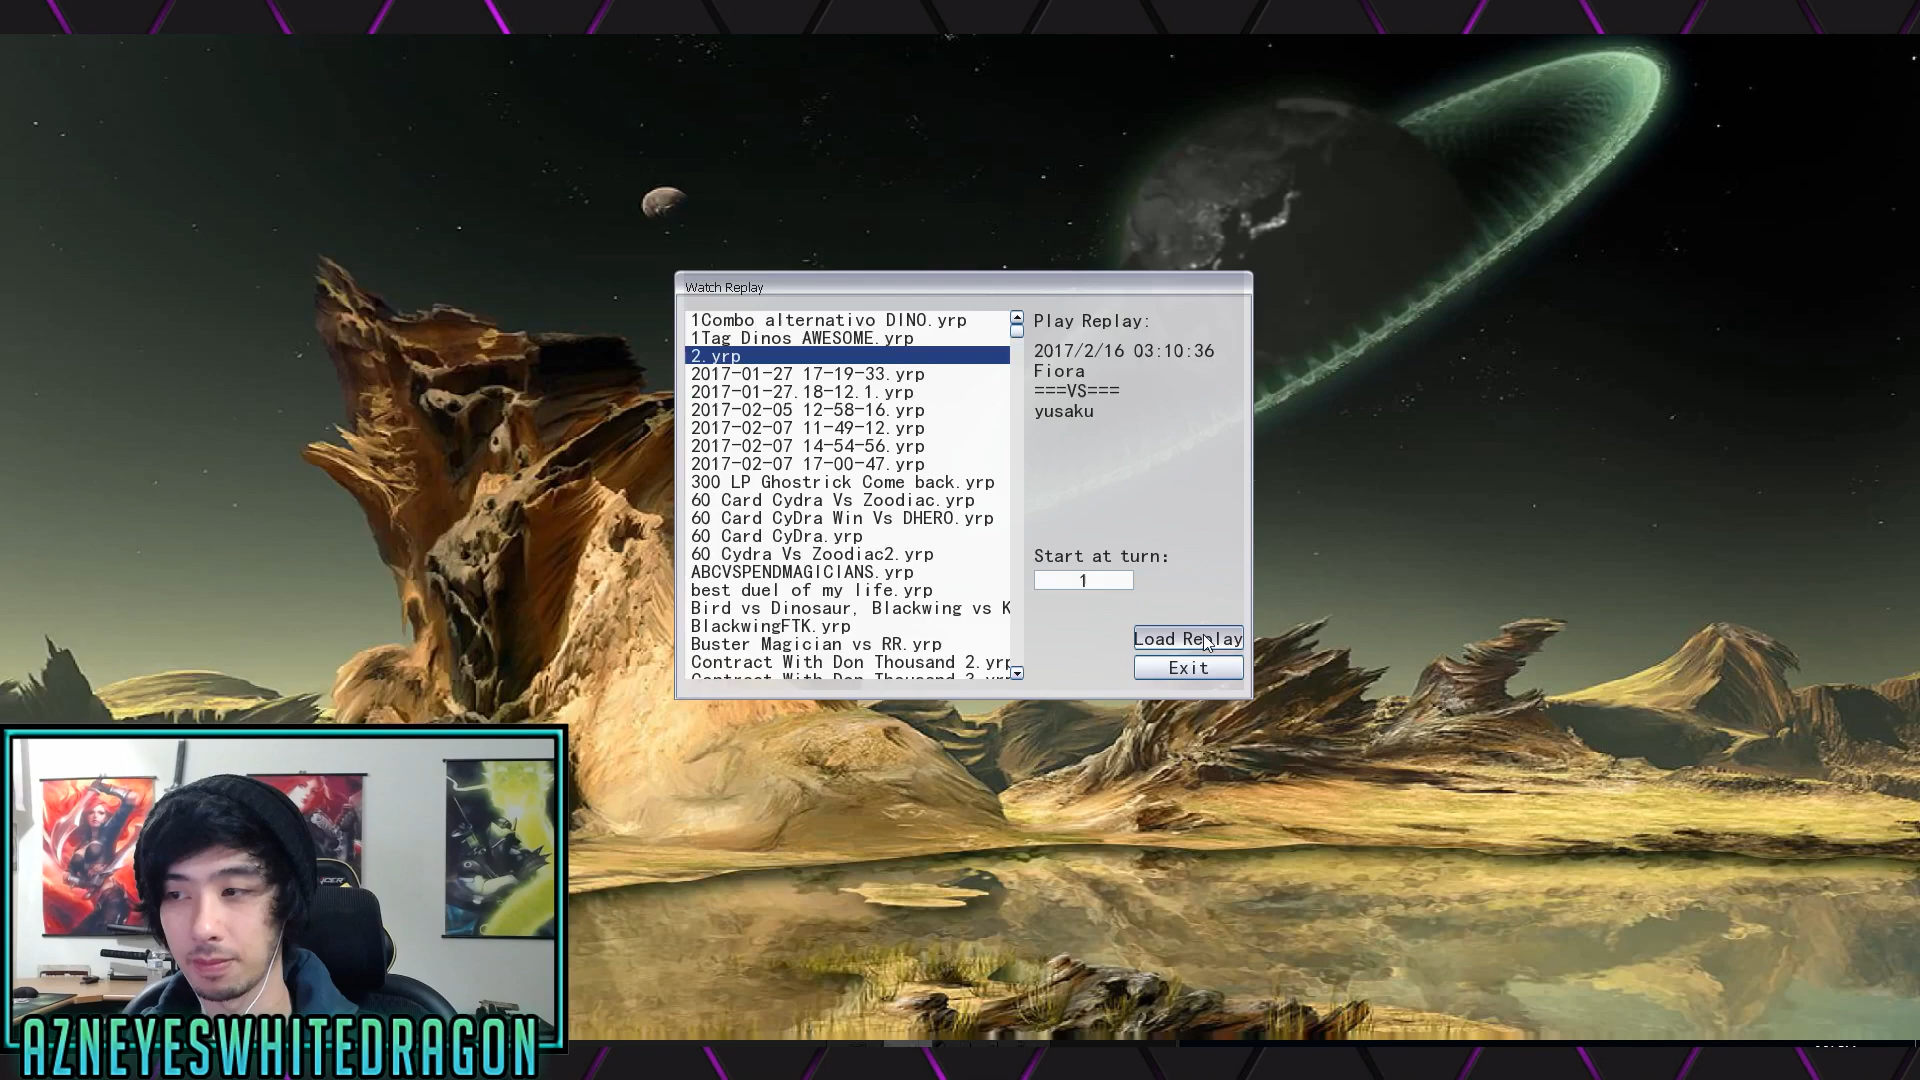 Watch Replay
1Combo alternativo DINO.yrp
1Tag Dinos AWESOME.yrp
2.yrp
2017-01-27 17-19-33.yrp
2017-01-27.18-12.1.yrp
2017-02-05 12-58-16.yrp
2017-02-07 11-49-12.yrp
2017-02-07 14-54-56.yrp
2017-02-07 17-00-47.yrp
300 LP Ghostrick Come back.yrp
60 Card Cydra Vs Zoodiac.yrp
60 Card CyDra Win Vs DHERO.yrp
60 Card CyDra.yrp
60 Cydra Vs Zoodiac2.yrp
ABCVSPENDMAGICIANS.yrp
best duel of my life.yrp
Bird vs Dinosaur, Blackwing vs K
BlackwingFTK.yrp
Buster Magician vs RR.yrp
Contract With Don Thousand 2.yrp
Contract With Don Thousand 3.yrp
Play Replay:
2017/2/16 03:10:36
Fiora
===VS===
yusaku
Start at turn:
1
Load Replay
Exit
AZNEYESWHITEDRAGON